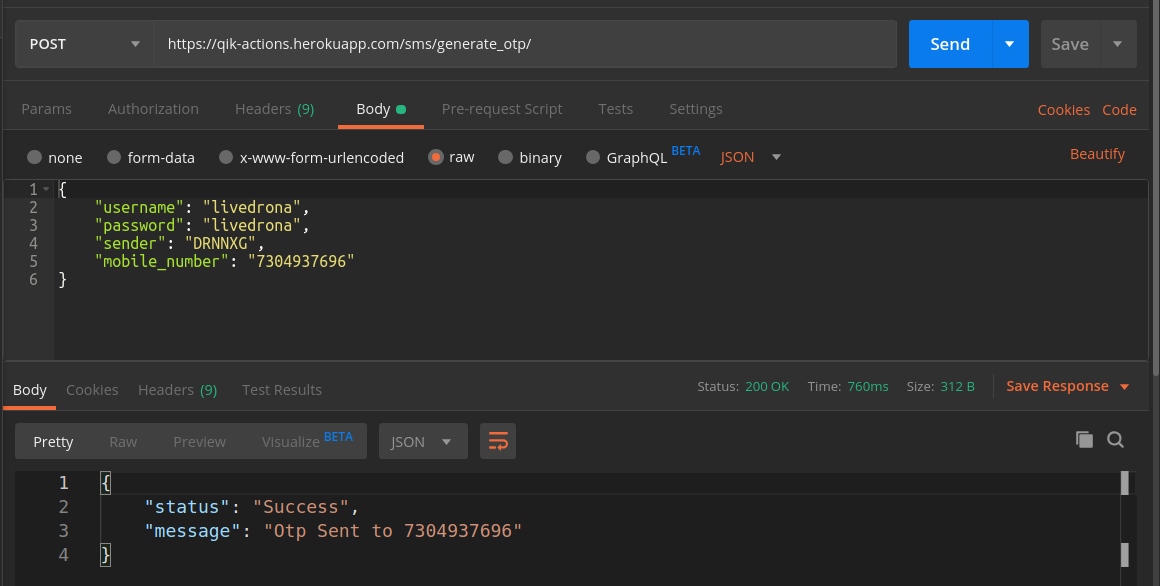 POST https://qik-actions.herokuapp.com/sms/generate_otp/ Send Save
Params Authorization Headers (9) Body Pre-request Script Tests Settings Cookies Code
none form-data x-www-form-urlencoded raw binary GraphQL BETA JSON Beautify
1 {
2 "username": "livedrona",
3 "password": "livedrona",
4 "sender": "DRNNXG",
5 "mobile_number": "7304937696"
6 }
Body Cookies Headers (9) Test Results Status: 200 OK Time: 760ms Size: 312 B Save Response
Pretty Raw Preview Visualize BETA JSON
1 {
2 "status": "Success",
3 "message": "Otp Sent to 7304937696"
4 }